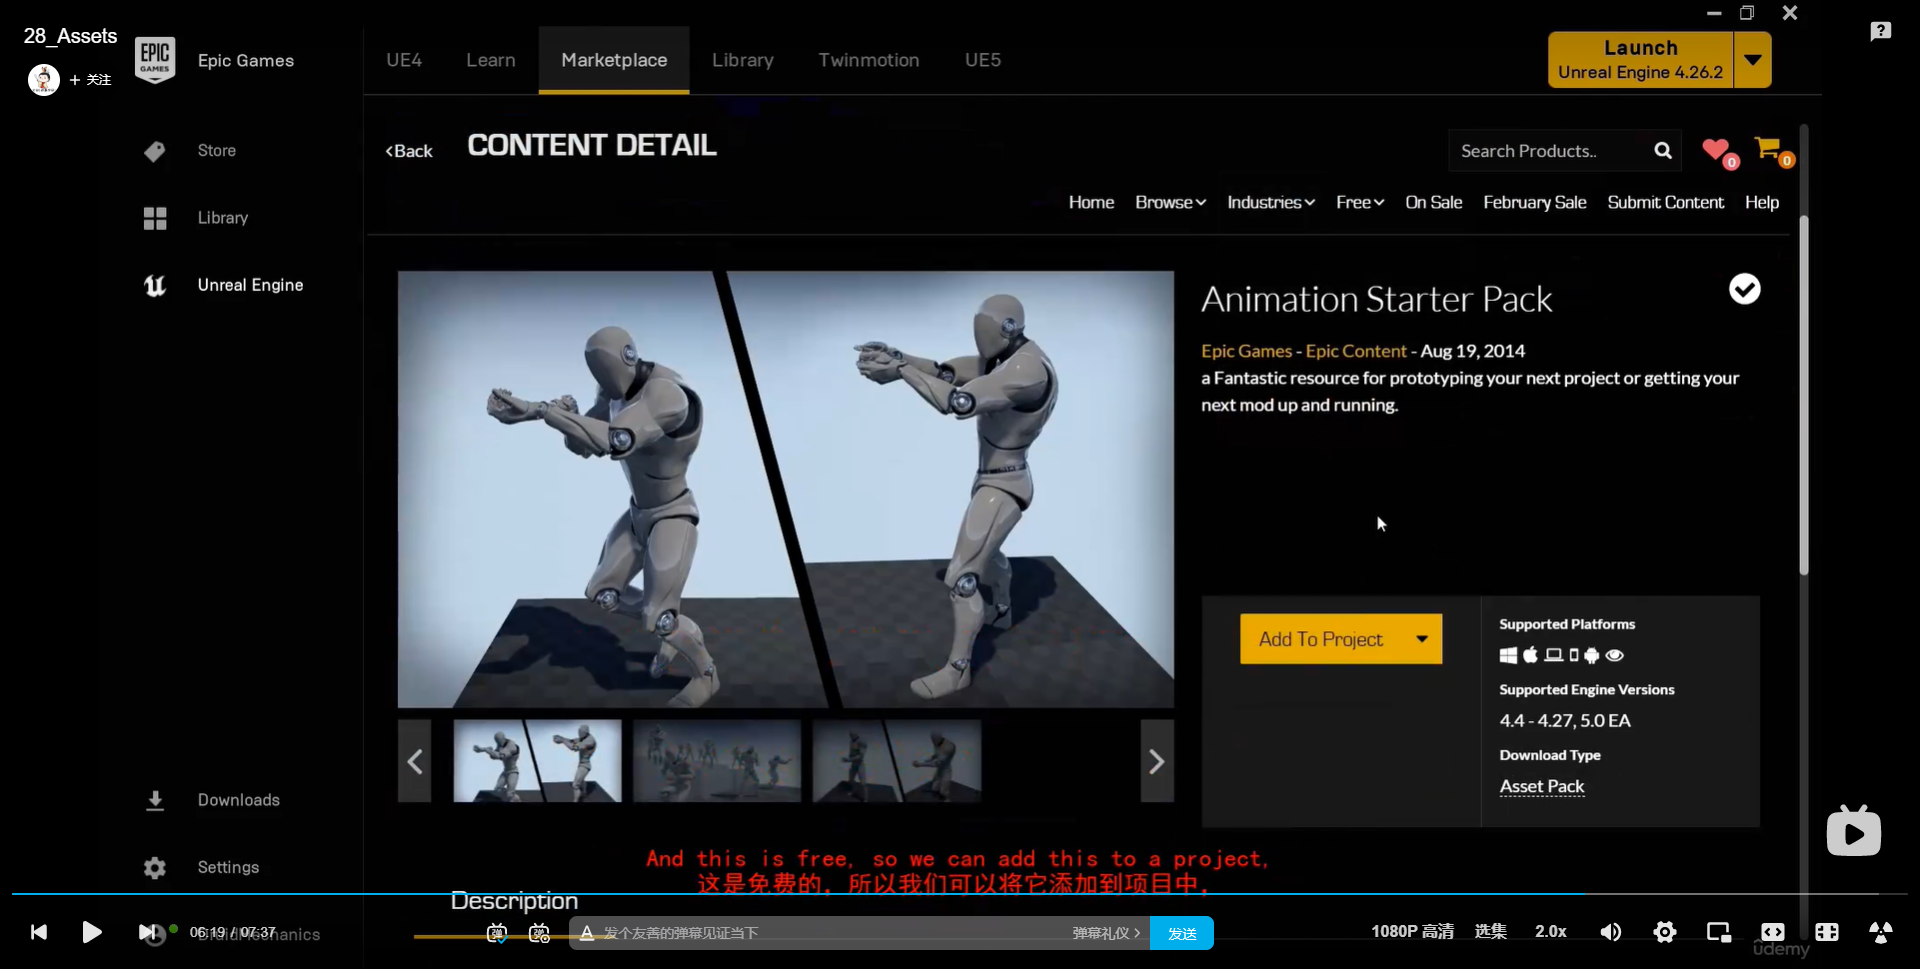 28_Assets
+ 关注
EPIC GAMES
Epic Games
UE4 Learn Marketplace Library Twinmotion UE5
Launch
Unreal Engine 4.26.2
Store
Library
Unreal Engine
Downloads
Settings
<Back
CONTENT DETAIL
Search Products..
0
0
Home Browse Industries Free On Sale February Sale Submit Content Help
Animation Starter Pack
Epic Games - Epic Content - Aug 19, 2014
a Fantastic resource for prototyping your next project or getting your
next mod up and running.
Add To Project
Supported Platforms
Supported Engine Versions
4.4 - 4.27, 5.0 EA
Download Type
Asset Pack
And this is free, so we can add this to a project,
这是免费的，所以我们可以将它添加到项目中，
Description
06:19 / 07:37
DruidMechanics
弹
弹
A 发个友善的弹幕见证当下
弹幕礼仪 >
发送
1080P 高清 选集 2.0x
ûdemy